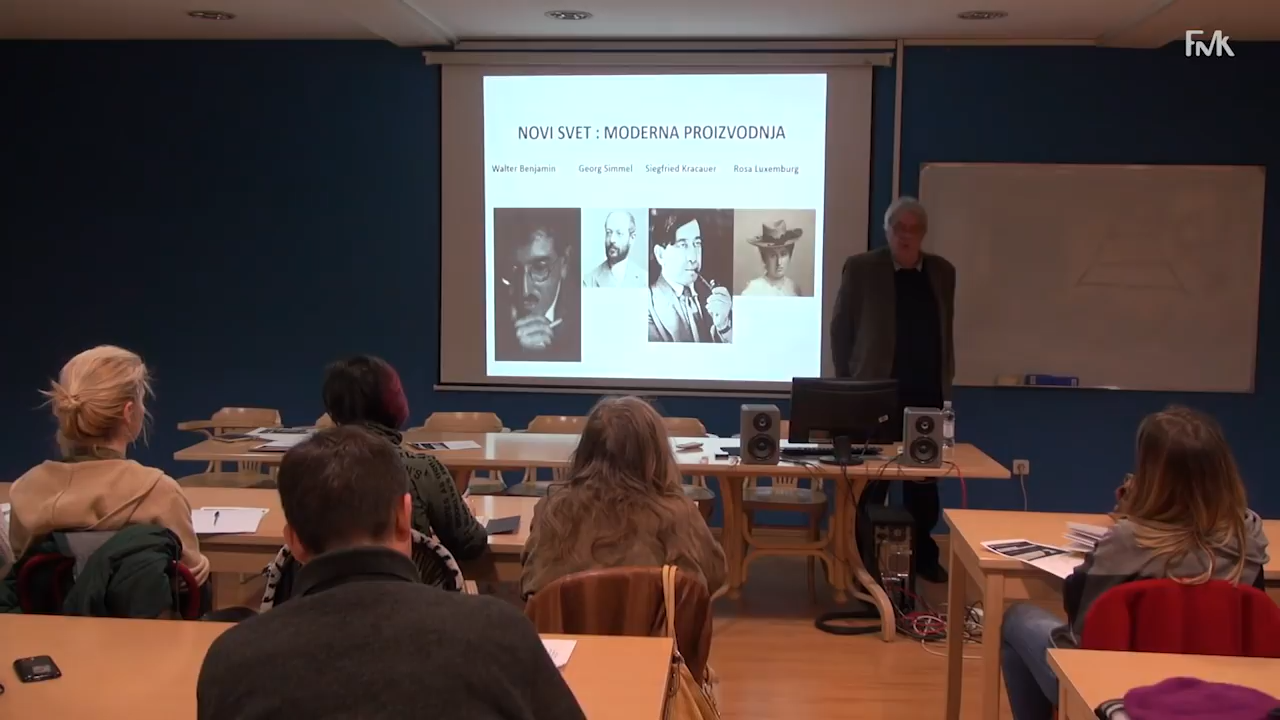 FMK
NOVI SVET : MODERNA PROIZVODNJA
Walter Benjamin Georg Simmel Siegfried Kracauer Rosa Luxemburg